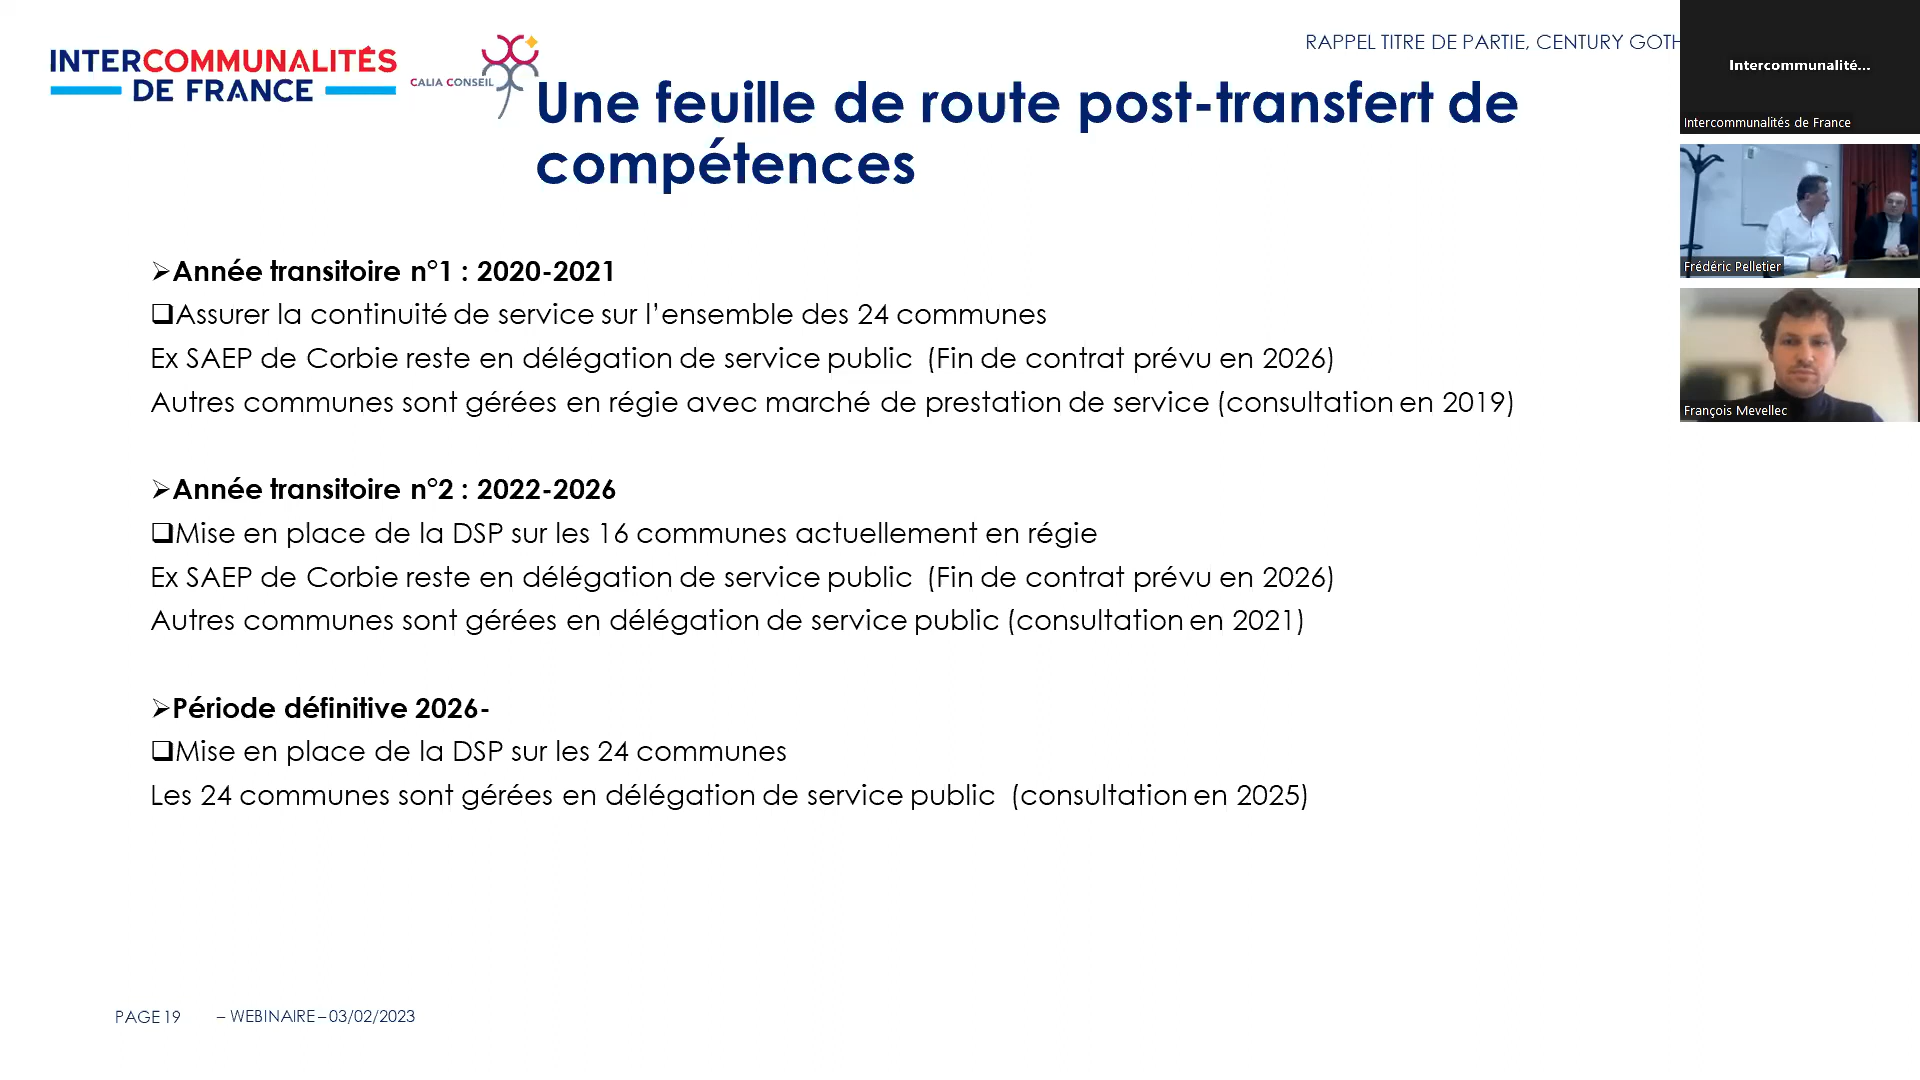 INTERCOMMUNALITÉS
DE FRANCE
CALIA CONSEIL
RAPPEL TITRE DE PARTIE, CENTURY GOTH
Une feuille de route post-transfert de
compétences
Année transitoire n°1 : 2020-2021
Assurer la continuité de service sur l’ensemble des 24 communes
Ex SAEP de Corbie reste en délégation de service public (Fin de contrat prévu en 2026)
Autres communes sont gérées en régie avec marché de prestation de service (consultation en 2019)
Année transitoire n°2 : 2022-2026
Mise en place de la DSP sur les 16 communes actuellement en régie
Ex SAEP de Corbie reste en délégation de service public (Fin de contrat prévu en 2026)
Autres communes sont gérées en délégation de service public (consultation en 2021)
Période définitive 2026-
Mise en place de la DSP sur les 24 communes
Les 24 communes sont gérées en délégation de service public (consultation en 2025)
PAGE 19 – WEBINAIRE – 03/02/2023
Intercommunalité...
Intercommunalités de France
Frédéric Pelletier
François Mevellec